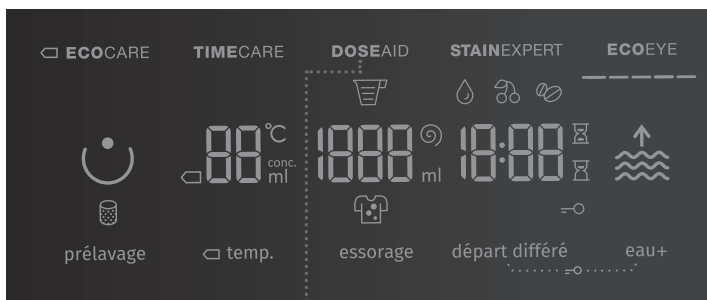 ECOCARE TIMECARE DOSEAID STAINEXPERT ECOEYE
88 °C conc. ml 1888 ml 18:88
prélavage temp. essorage départ différé eau+